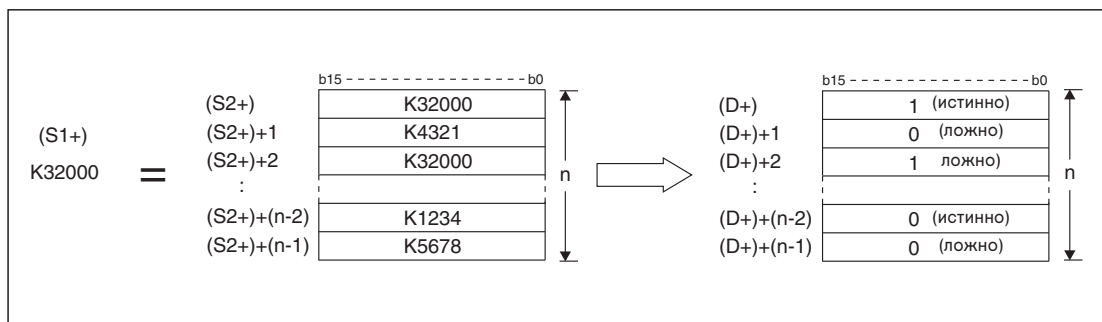 b15 ---------------- b0
b15 ---------------- b0
(S1+)
K32000
=
(S2+) K32000
(S2+)+1 K4321
(S2+)+2 K32000
:
(S2+)+(n-2) K1234
(S2+)+(n-1) K5678
n
(D+) 1 (истинно)
(D+)+1 0 (ложно)
(D+)+2 1 ложно)
:
(D+)+(n-2) 0 (истинно)
(D+)+(n-1) 0 (ложно)
n